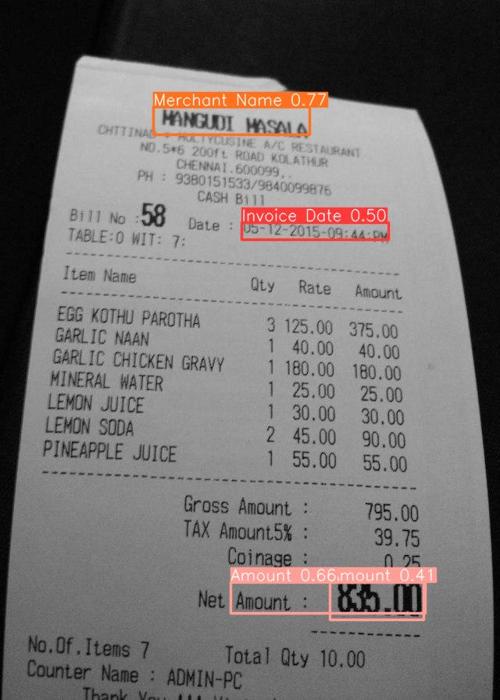 Merchant Name 0.77
MANGUDI MASALA
CHTTINAD : MULTYCUSINE A/C RESTAURANT
NO.5*6 200ft ROAD KOLATHUR
CHENNAI.600099,.
PH : 9380151533/9840099876
CASH Bill
Invoice Date 0.50
Bill No :58 Date : 05-12-2015-09:44:PM
TABLE:0 WIT: 7:
Item Name Qty Rate Amount
EGG KOTHU PAROTHA 3 125.00 375.00
GARLIC NAAN 1 40.00 40.00
GARLIC CHICKEN GRAVY 1 180.00 180.00
MINERAL WATER 1 25.00 25.00
LEMON JUICE 1 30.00 30.00
LEMON SODA 2 45.00 90.00
PINEAPPLE JUICE 1 55.00 55.00
Gross Amount : 795.00
TAX Amount5% : 39.75
Coinage : 0.25
Amount 0.66 mount 0.41
Net Amount : 835.00
No.Of.Items 7 Total Qty 10.00
Counter Name : ADMIN-PC
Thank You